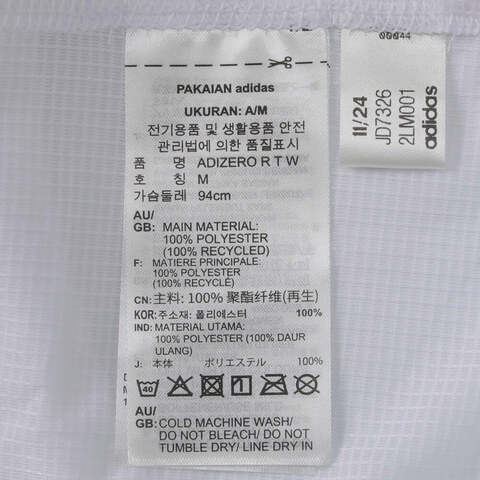 PAKAIAN adidas
UKURAN: A/M
전기용품 및 생활용품 안전
관리법에 의한 품질표시
품 명 ADIZERO R T W
호 칭 M
가슴둘레 94cm
AU/
GB: MAIN MATERIAL:
100% POLYESTER
(100% RECYCLED)
F: MATIERE PRINCIPALE:
100% POLYESTER
(100% RECYCLÉ)
CN: 主料: 100% 聚酯纤维(再生)
KOR: 주소재: 폴리에스터 100%
IND: MATERIAL UTAMA:
100% POLYESTER (100% DAUR
ULANG)
J: 本体 ポリエステル 100%
40
AU/
GB: COLD MACHINE WASH/
DO NOT BLEACH/ DO NOT
TUMBLE DRY/ LINE DRY IN
00044
11/24
JD7326
2LM001
adidas